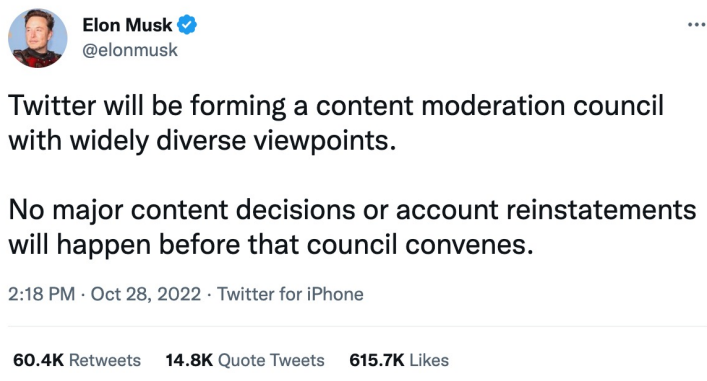 Elon Musk
@elonmusk
Twitter will be forming a content moderation council
with widely diverse viewpoints.
No major content decisions or account reinstatements
will happen before that council convenes.
2:18 PM · Oct 28, 2022 · Twitter for iPhone
60.4K Retweets 14.8K Quote Tweets 615.7K Likes